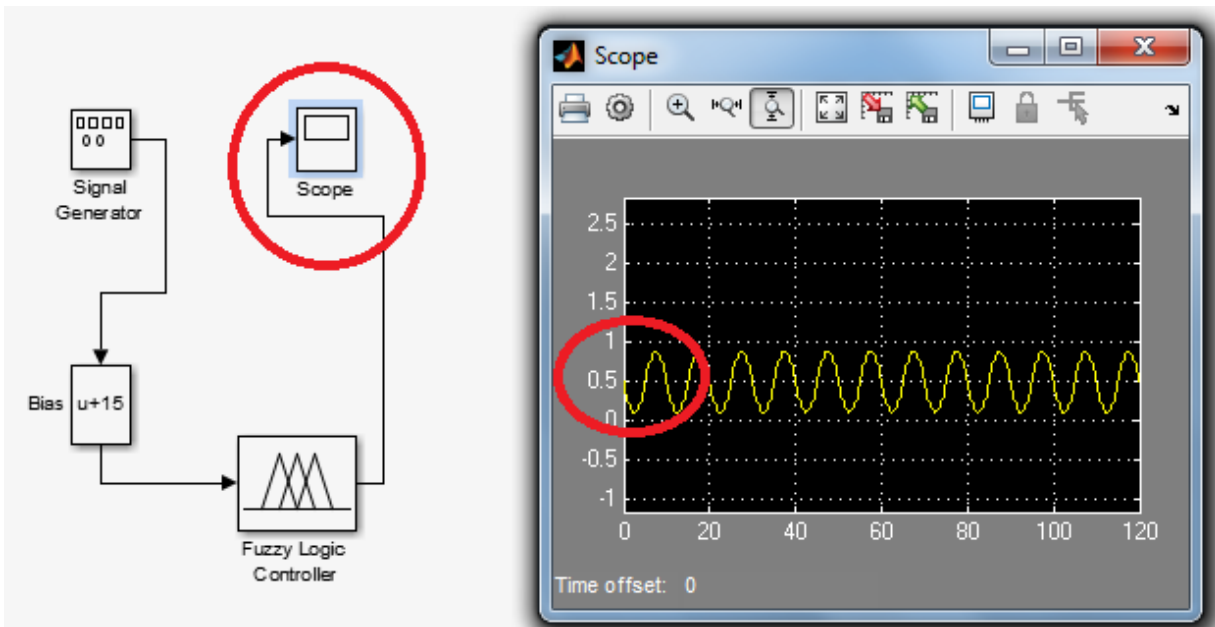 Signal
Generator
Scope
Bias
u+15
Fuzzy Logic
Controller
Scope
2.5
2
1.5
1
0.5
0
-0.5
-1
0 20 40 60 80 100 120
Time offset: 0